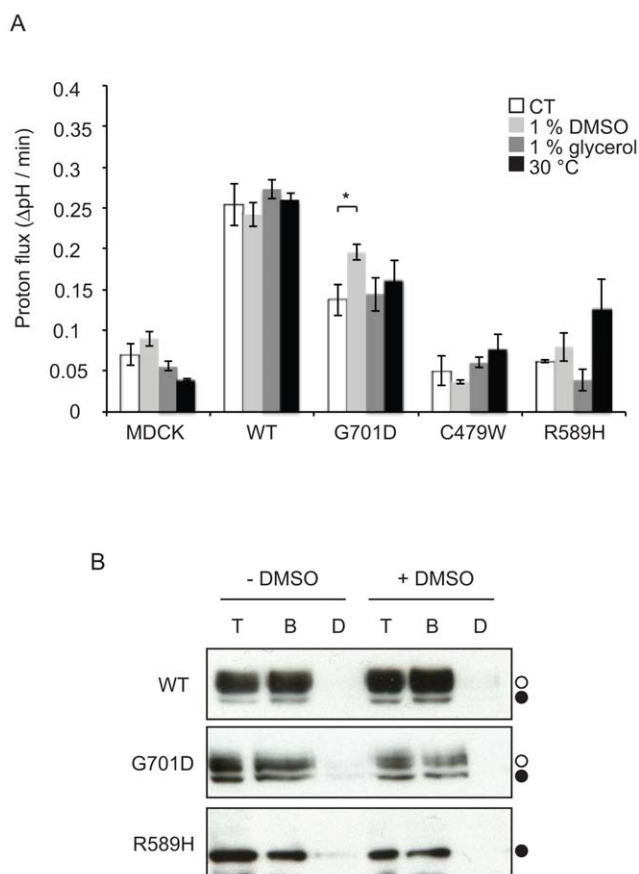 A
0.4
0.35
0.3
0.25
0.2
0.15
0.1
0.05
0
Proton flux (ΔpH / min)
CT
1 % DMSO
1 % glycerol
30 °C
*
MDCK WT G701D C479W R589H
B
- DMSO + DMSO
T B D T B D
WT
G701D
R589H